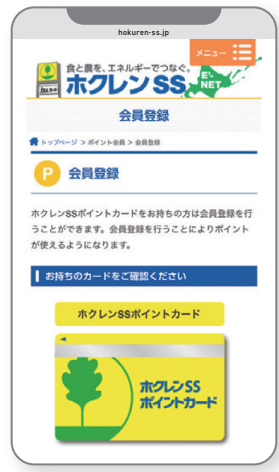 hokuren-ss.jp
メニュー
食と農を、エネルギーでつなぐ。
ホクレンSS
E'-NET
会員登録
トップページ > ポイント会員 > 会員登録
P 会員登録
ホクレンSSポイントカードをお持ちの方は会員登録を行
うことができます。会員登録を行うことによりポイント
が使えるようになります。
お持ちのカードをご確認ください
ホクレンSSポイントカード
ホクレンSS
ポイントカード